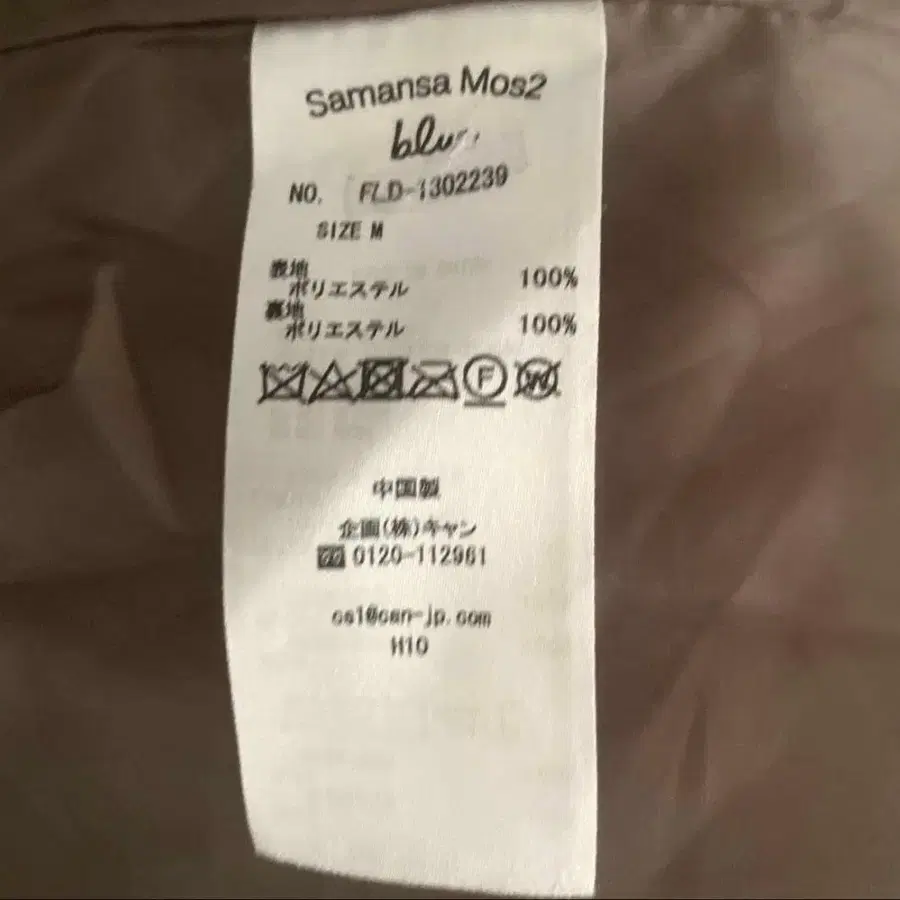 Samansa Mos2
blue
NO. FLD-1302239
SIZE M
表地
ポリエステル 100%
裏地
ポリエステル 100%
F W
中国製
企画(株)キャン
0120-112961
cs1@can-jp.com
H10